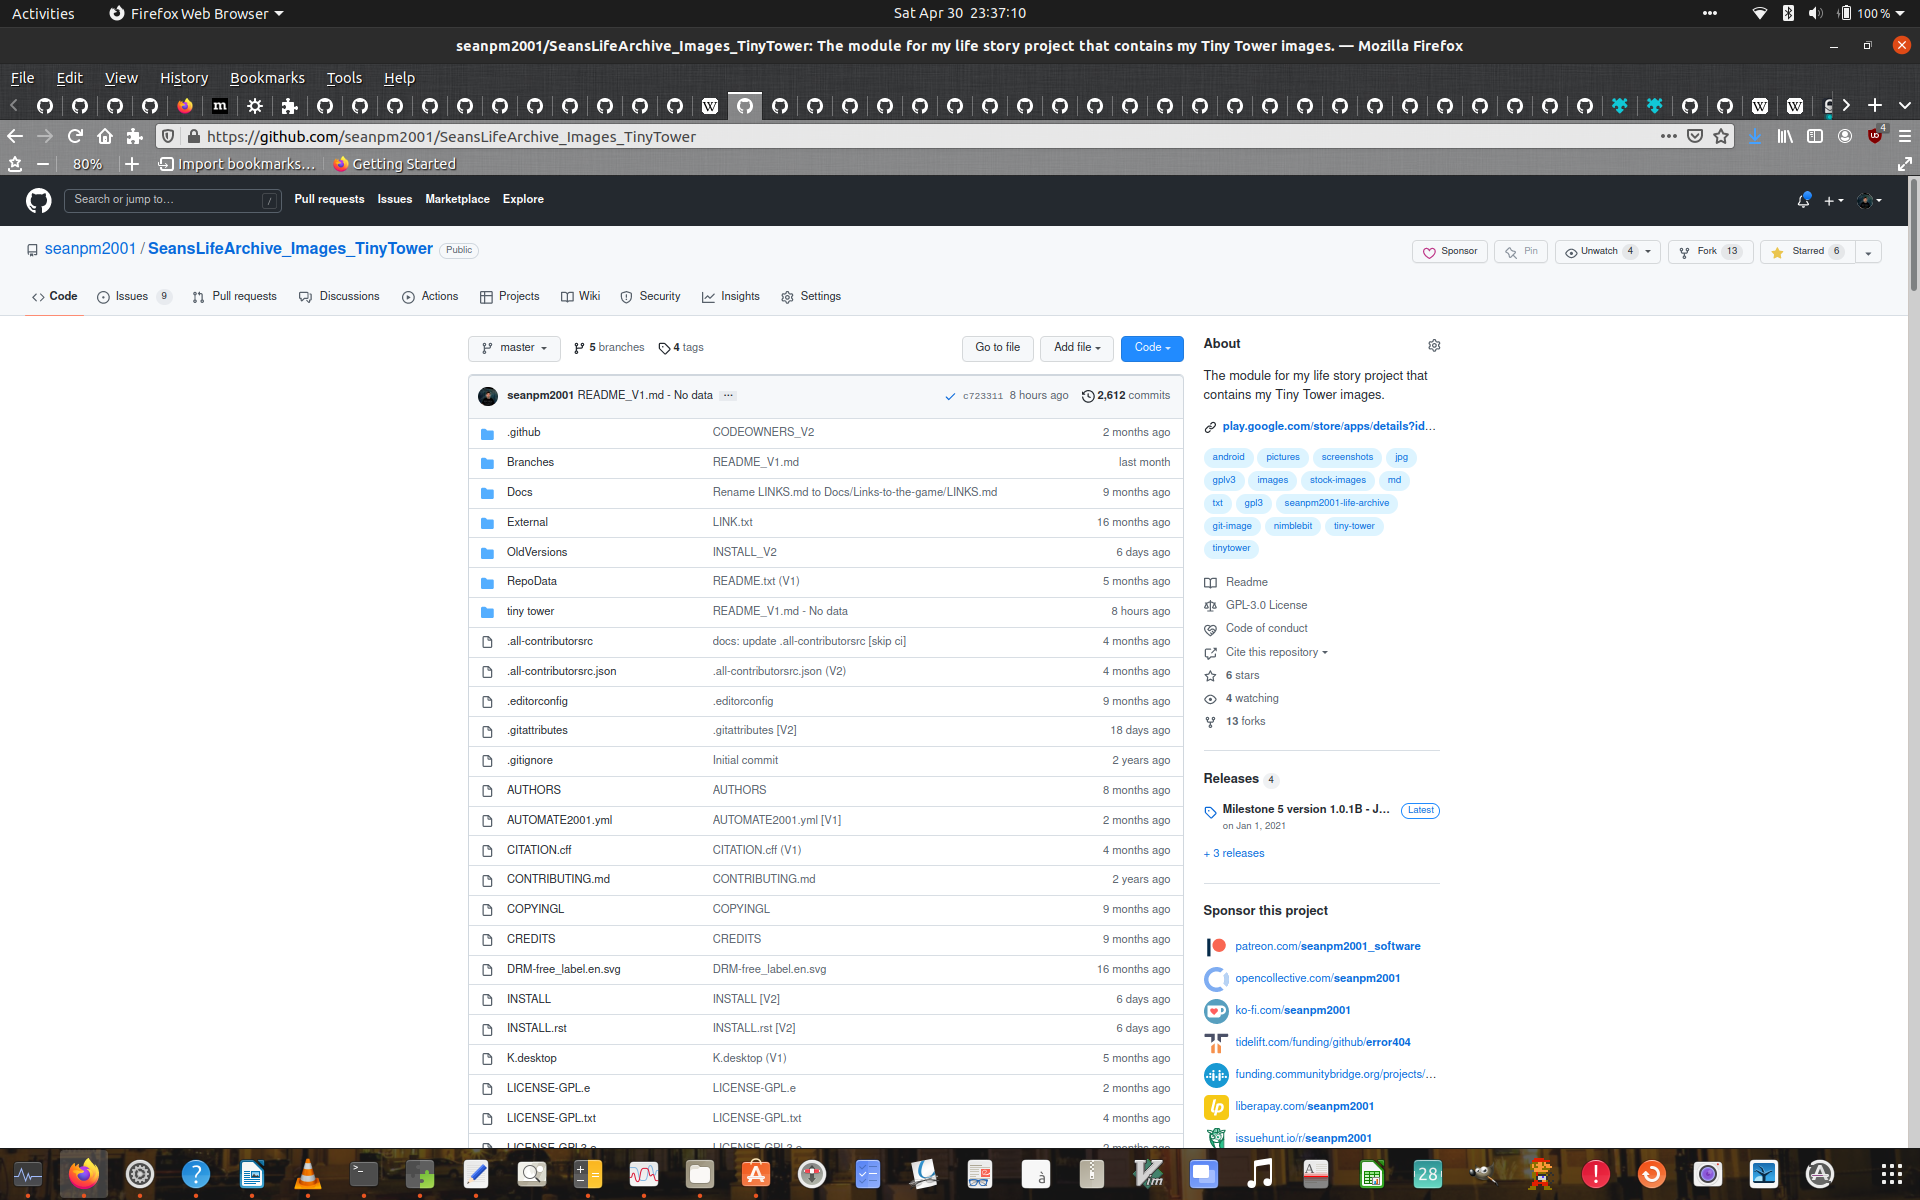 Activities Firefox Web Browser Sat Apr 30 23:37:10 100 %
seanpm2001/SeansLifeArchive_Images_TinyTower: The module for my life story project that contains my Tiny Tower images. — Mozilla Firefox
File Edit View History Bookmarks Tools Help
https://github.com/seanpm2001/SeansLifeArchive_Images_TinyTower 4
80% Import bookmarks... Getting Started
Search or jump to... / Pull requests Issues Marketplace Explore
seanpm2001 / SeansLifeArchive_Images_TinyTower Public Sponsor Pin Unwatch 4 Fork 13 Starred 6
Code Issues 9 Pull requests Discussions Actions Projects Wiki Security Insights Settings
master 5 branches 4 tags Go to file Add file Code
seanpm2001 README_V1.md - No data ... c723311 8 hours ago 2,612 commits
.github CODEOWNERS_V2 2 months ago
Branches README_V1.md last month
Docs Rename LINKS.md to Docs/Links-to-the-game/LINKS.md 9 months ago
External LINK.txt 16 months ago
OldVersions INSTALL_V2 6 days ago
RepoData README.txt (V1) 5 months ago
tiny tower README_V1.md - No data 8 hours ago
.all-contributorsrc docs: update .all-contributorsrc [skip ci] 4 months ago
.all-contributorsrc.json .all-contributorsrc.json (V2) 4 months ago
.editorconfig .editorconfig 9 months ago
.gitattributes .gitattributes [V2] 18 days ago
.gitignore Initial commit 2 years ago
AUTHORS AUTHORS 8 months ago
AUTOMATE2001.yml AUTOMATE2001.yml [V1] 2 months ago
CITATION.cff CITATION.cff (V1) 4 months ago
CONTRIBUTING.md CONTRIBUTING.md 2 years ago
COPYINGL COPYINGL 9 months ago
CREDITS CREDITS 9 months ago
DRM-free_label.en.svg DRM-free_label.en.svg 16 months ago
INSTALL INSTALL [V2] 6 days ago
INSTALL.rst INSTALL.rst [V2] 6 days ago
K.desktop K.desktop (V1) 5 months ago
LICENSE-GPL.e LICENSE-GPL.e 2 months ago
LICENSE-GPL.txt LICENSE-GPL.txt 4 months ago
About
The module for my life story project that
contains my Tiny Tower images.
play.google.com/store/apps/details?id...
android pictures screenshots jpg
gplv3 images stock-images md
txt gpl3 seanpm2001-life-archive
git-image nimblebit tiny-tower
tinytower
Readme
GPL-3.0 License
Code of conduct
Cite this repository
6 stars
4 watching
13 forks
Releases 4
Milestone 5 version 1.0.1B - J... Latest
on Jan 1, 2021
+ 3 releases
Sponsor this project
patreon.com/seanpm2001_software
opencollective.com/seanpm2001
ko-fi.com/seanpm2001
tidelift.com/funding/github/error404
funding.communitybridge.org/projects/...
liberapay.com/seanpm2001
issuehunt.io/r/seanpm2001
28